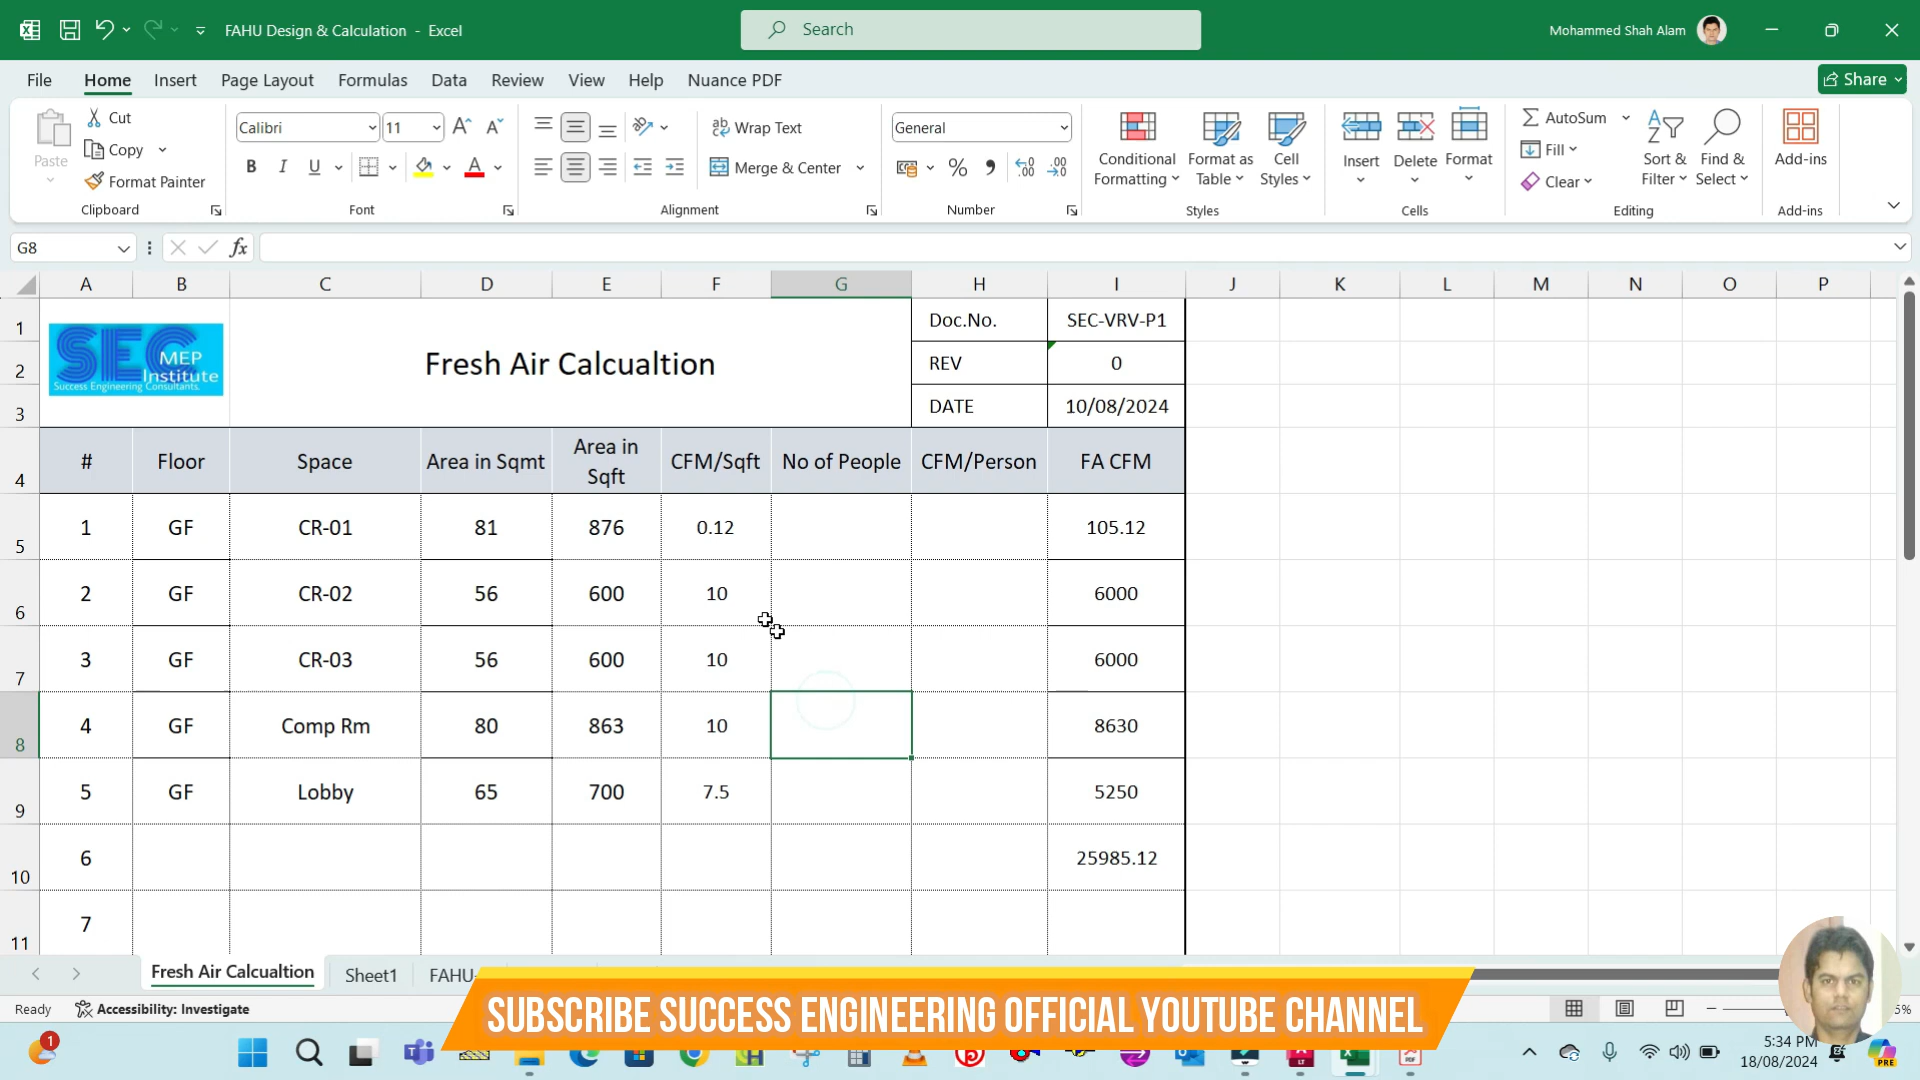 FAHU Design & Calculation - Excel
Search
Mohammed Shah Alam
File Home Insert Page Layout Formulas Data Review View Help Nuance PDF
Share
Paste
Cut
Copy
Format Painter
Clipboard
Calibri 11
B I U
Font
Wrap Text
Merge & Center
Alignment
General
Number
Conditional Formatting
Format as Table
Cell Styles
Styles
Insert
Delete
Format
Cells
AutoSum
Fill
Clear
Sort & Filter
Find & Select
Editing
Add-ins
Add-ins
G8
fx
A B C D E F G H I J K L M N O P
SEC MEP Institute
Success Engineering Consultants.
Fresh Air Calcualtion
1 Doc.No. SEC-VRV-P1
2 REV 0
3 DATE 10/08/2024
4 # Floor Space Area in Sqmt Area in Sqft CFM/Sqft No of People CFM/Person FA CFM
5 1 GF CR-01 81 876 0.12 105.12
6 2 GF CR-02 56 600 10 6000
7 3 GF CR-03 56 600 10 6000
8 4 GF Comp Rm 80 863 10 8630
9 5 GF Lobby 65 700 7.5 5250
10 6 25985.12
11 7
Fresh Air Calcualtion Sheet1 FAHU-
Ready Accessibility: Investigate
SUBSCRIBE SUCCESS ENGINEERING OFFICIAL YOUTUBE CHANNEL
1
5:34 PM
18/08/2024
PRE